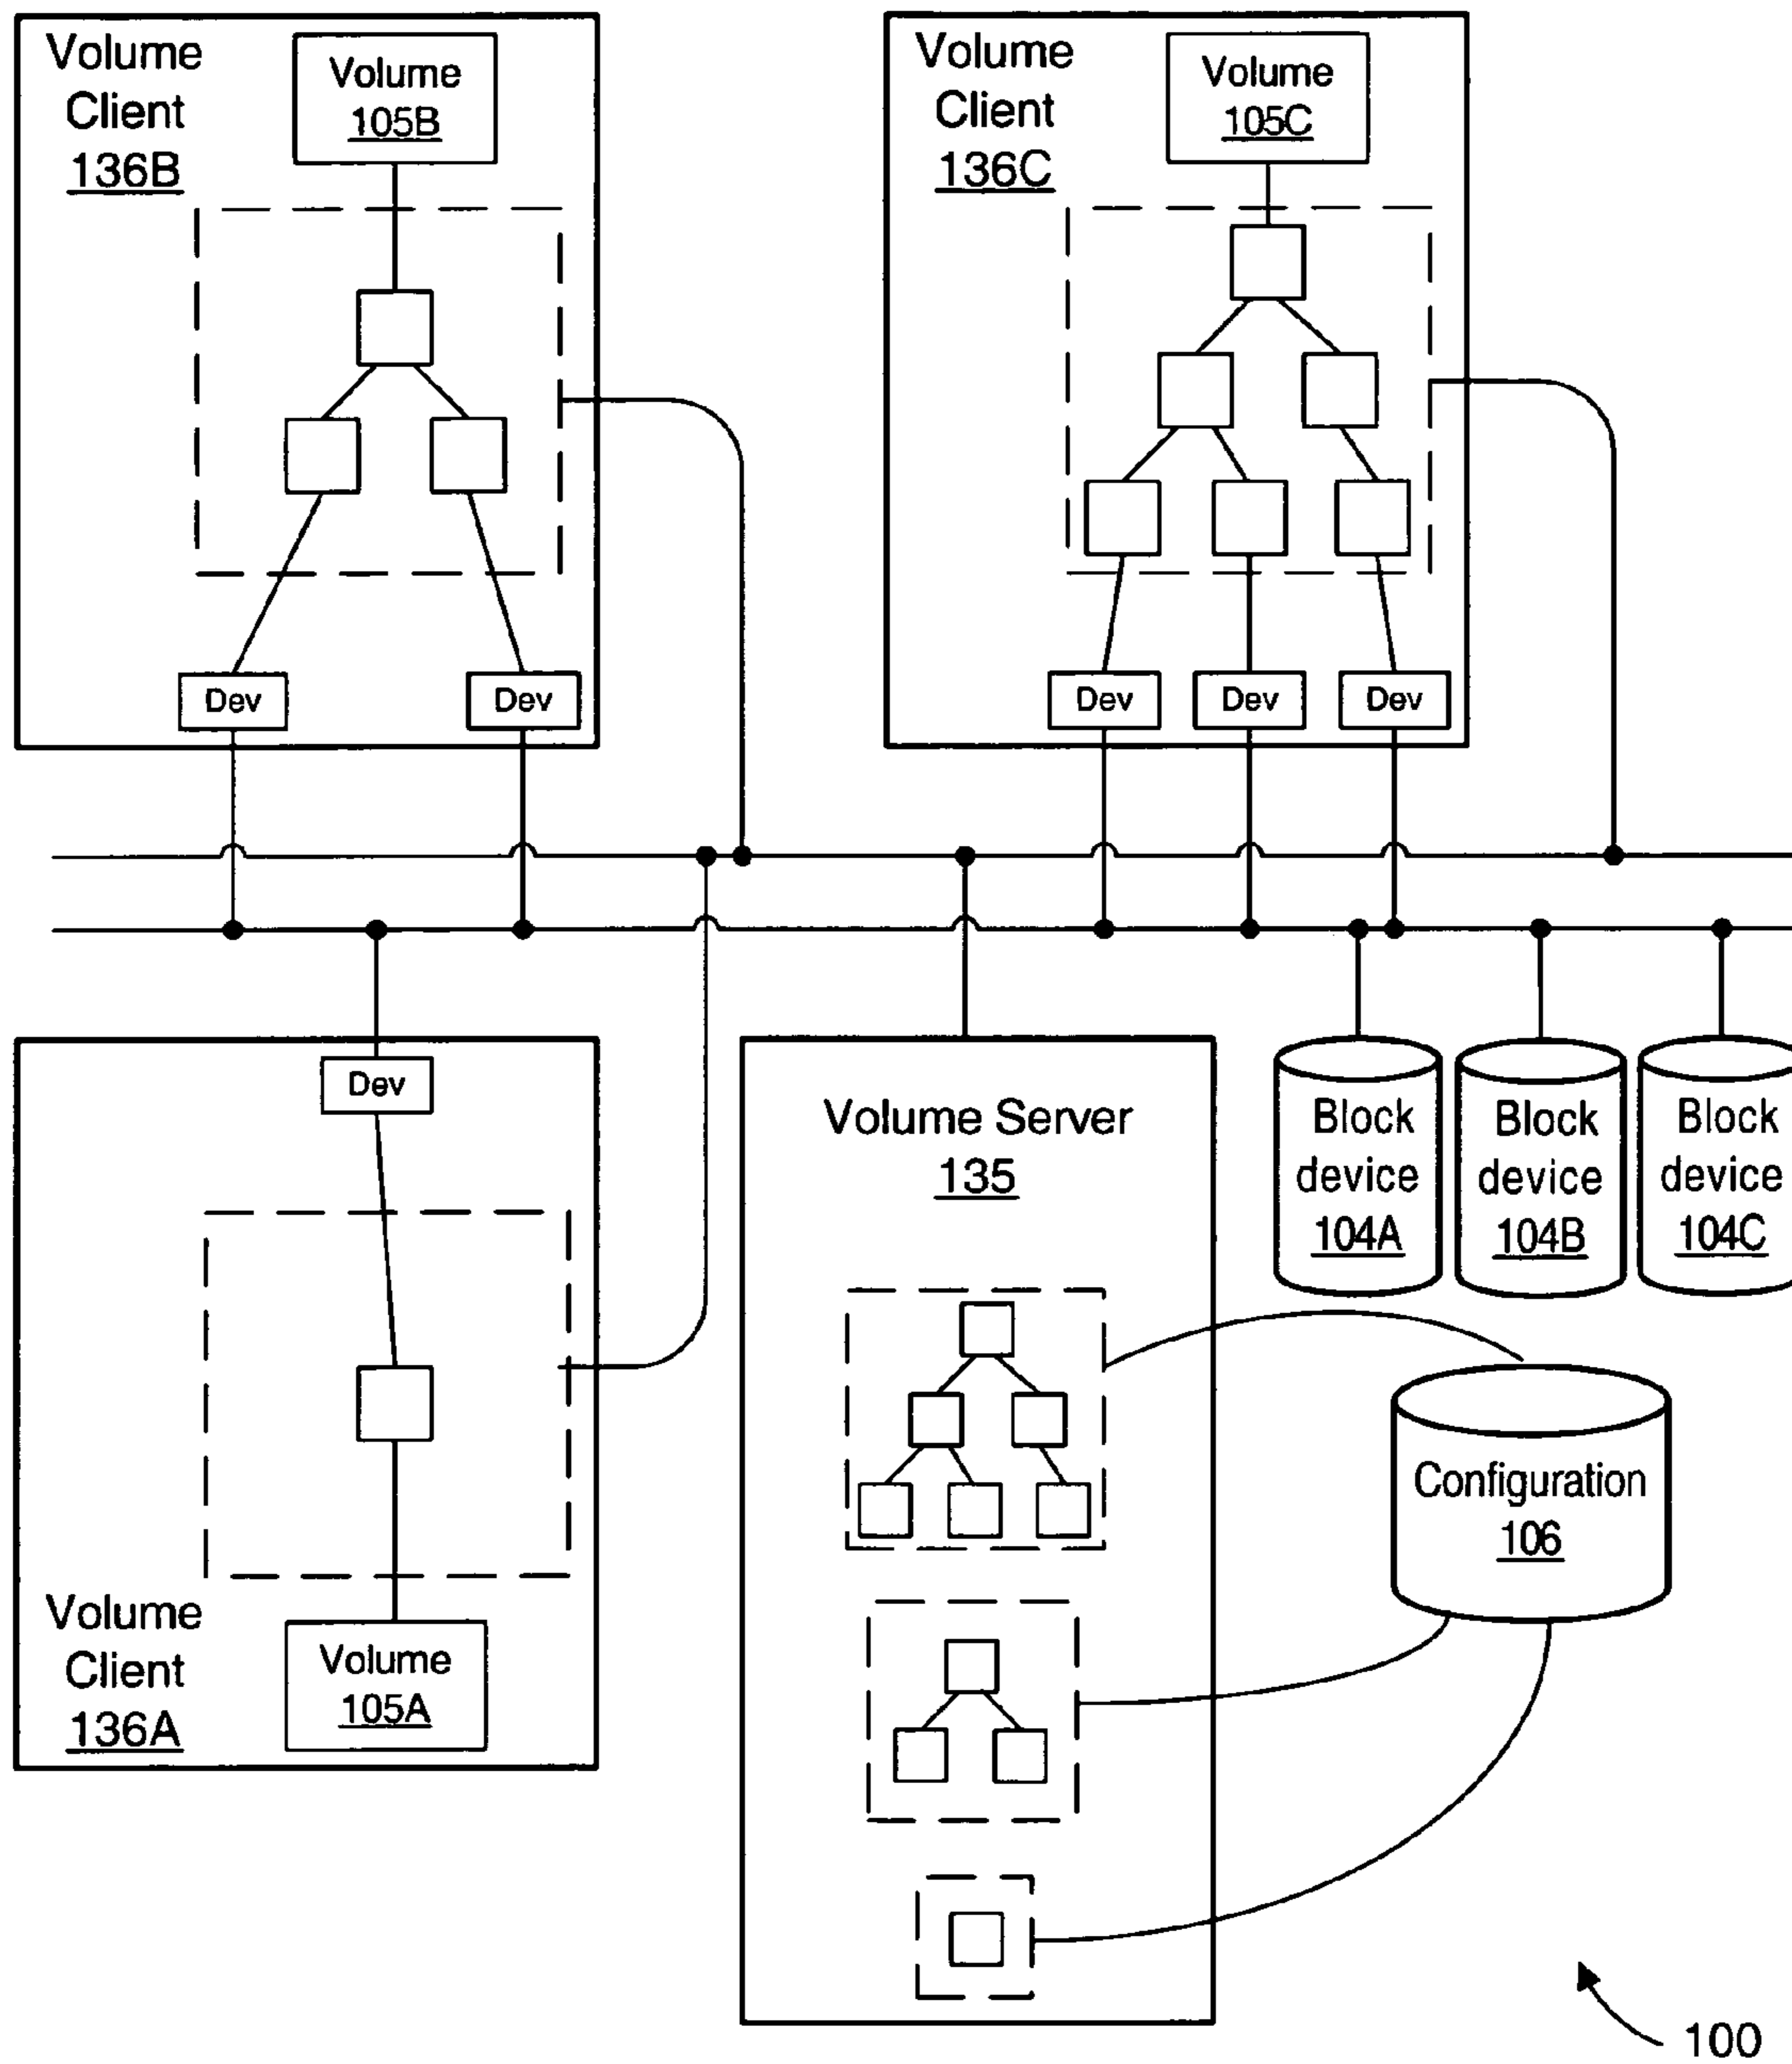 Volume
Client
136B
Volume
105B
Dev
Dev
Volume
Client
136C
Volume
105C
Dev
Dev
Dev
Dev
Volume
Client
136A
Volume
105A
Volume Server
135
Block
device
104A
Block
device
104B
Block
device
104C
Configuration
106
100